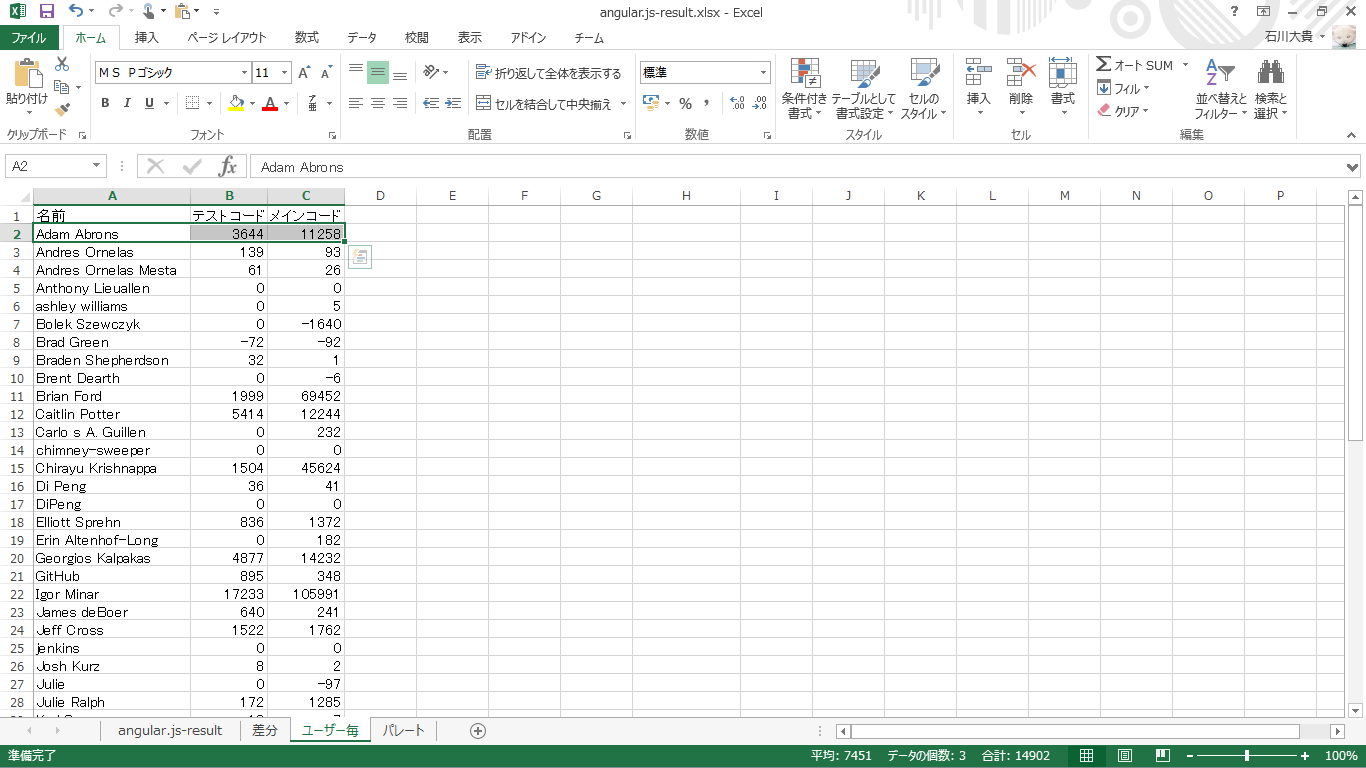 angular.js-result.xlsx - Excel
ファイル ホーム 挿入 ページ レイアウト 数式 データ 校閲 表示 アドイン チーム 石川大貴
貼り付け
ＭＳ Ｐゴシック 11
B I U
折り返して全体を表示する
セルを結合して中央揃え
標準
条件付き書式
テーブルとして書式設定
セルのスタイル
挿入 削除 書式
オート SUM
フィル
クリア
並べ替えとフィルター
検索と選択
クリップボード フォント 配置 数値 スタイル セル 編集
A2 fx Adam Abrons
A B C D E F G H I J K L M N O P
1 名前 テストコード メインコード
2 Adam Abrons 3644 11258
3 Andres Ornelas 139 93
4 Andres Ornelas Mesta 61 26
5 Anthony Lieuallen 0 0
6 ashley williams 0 5
7 Bolek Szewczyk 0 -1640
8 Brad Green -72 -92
9 Braden Shepherdson 32 1
10 Brent Dearth 0 -6
11 Brian Ford 1999 69452
12 Caitlin Potter 5414 12244
13 Carlo s A. Guillen 0 232
14 chimney-sweeper 0 0
15 Chirayu Krishnappa 1504 45624
16 Di Peng 36 41
17 DiPeng 0 0
18 Elliott Sprehn 836 1372
19 Erin Altenhof-Long 0 182
20 Georgios Kalpakas 4877 14232
21 GitHub 895 348
22 Igor Minar 17233 105991
23 James deBoer 640 241
24 Jeff Cross 1522 1762
25 jenkins 0 0
26 Josh Kurz 8 2
27 Julie 0 -97
28 Julie Ralph 172 1285
angular.js-result 差分 ユーザー毎 パレート
準備完了 平均: 7451 データの個数: 3 合計: 14902 100%